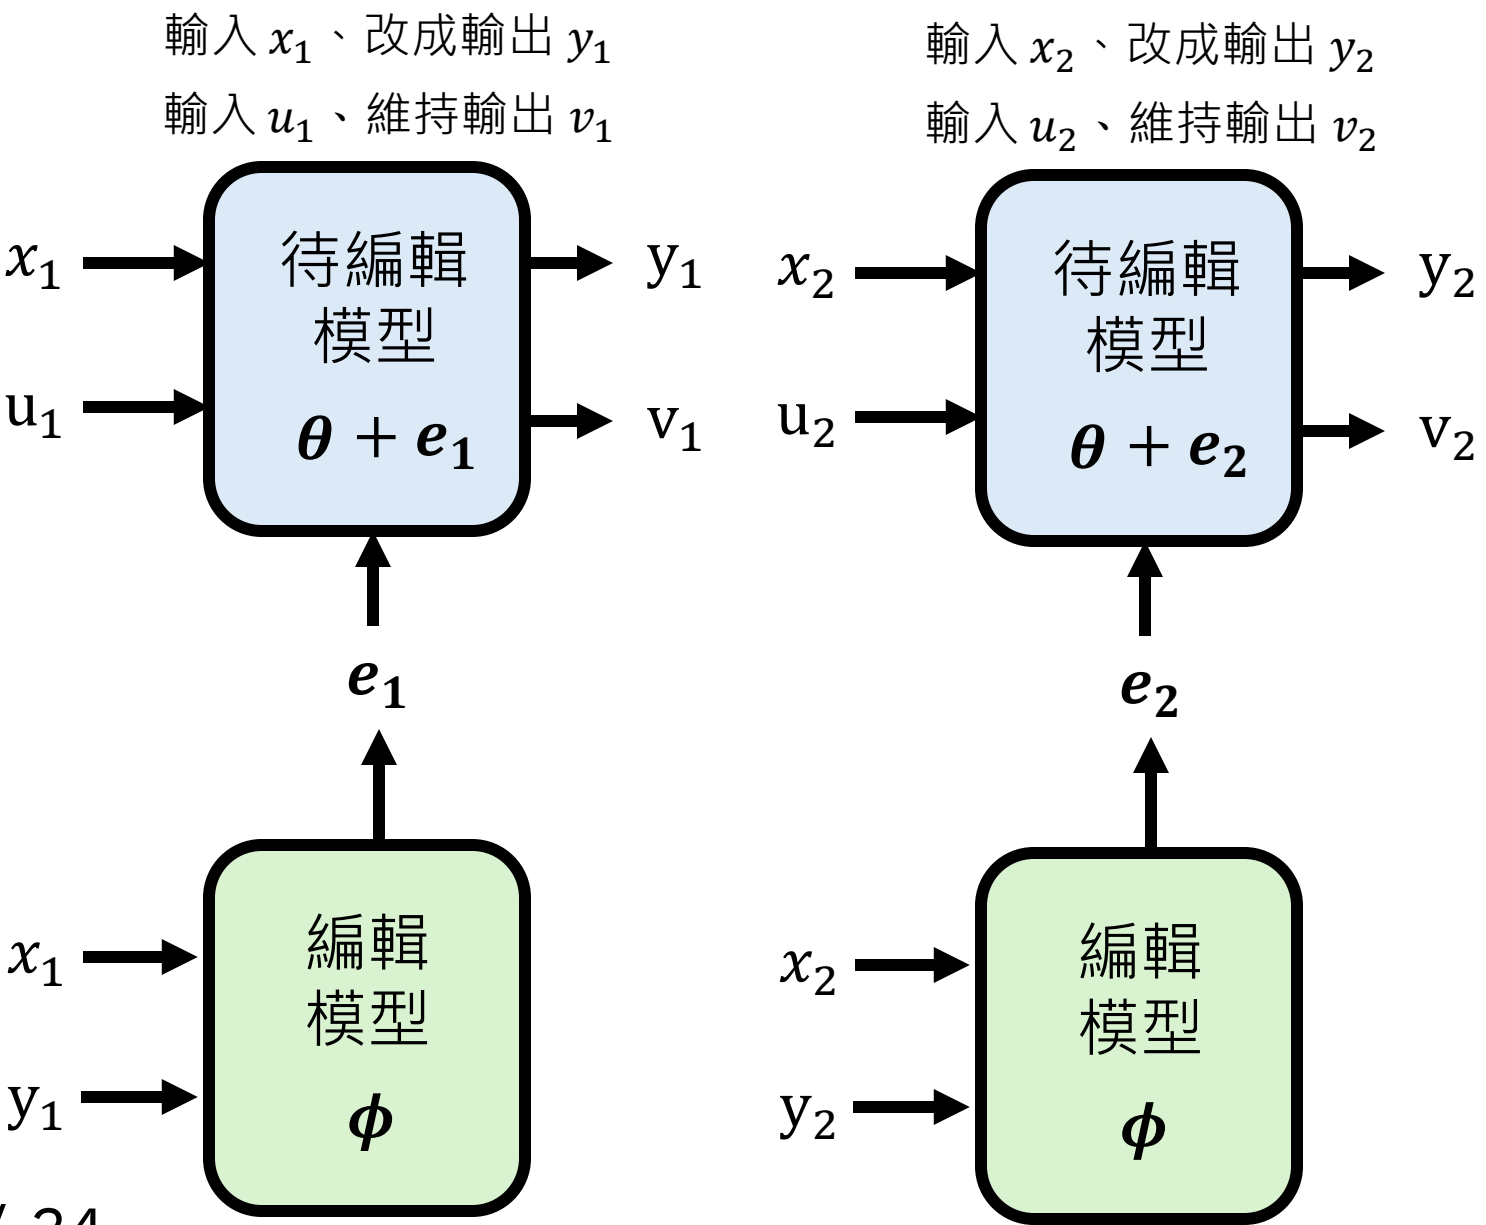 輸入 x₁、改成輸出 y₁
輸入 u₁、維持輸出 v₁
x₁
u₁
待編輯
模型
θ + e₁
y₁
v₁
e₁
x₁
y₁
編輯
模型
ϕ
輸入 x₂、改成輸出 y₂
輸入 u₂、維持輸出 v₂
x₂
u₂
待編輯
模型
θ + e₂
y₂
v₂
e₂
x₂
y₂
編輯
模型
ϕ